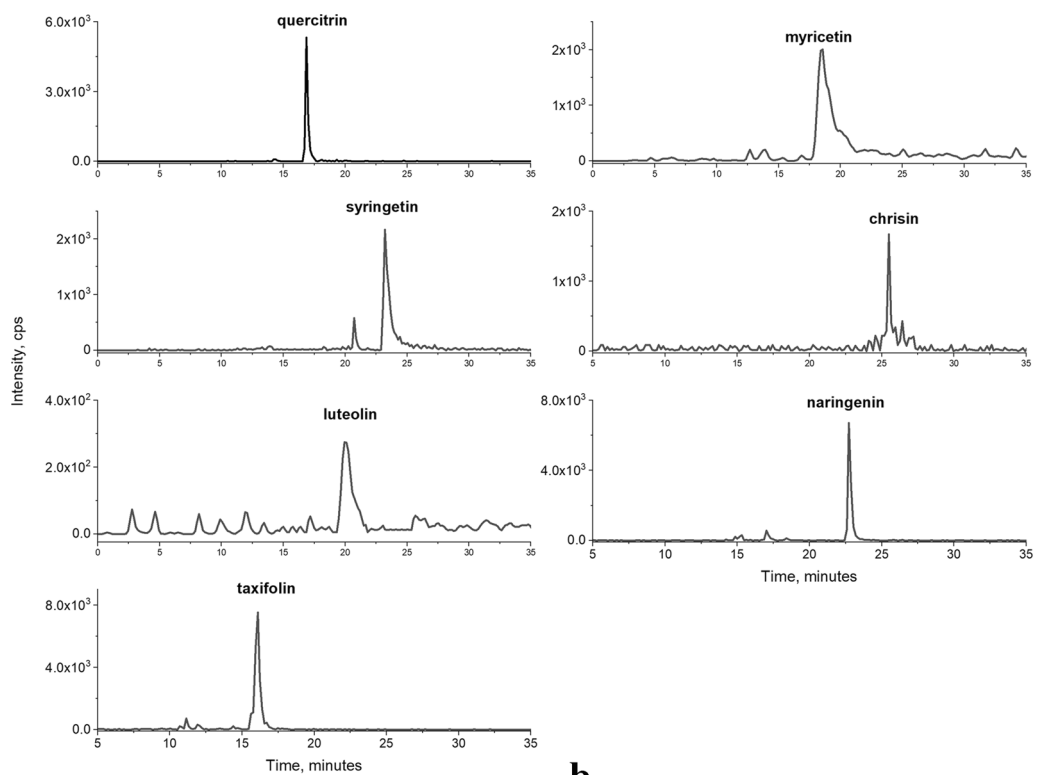 quercitrin
6.0x10³
3.0x10³
0.0
0 5 10 15 20 25 30 35
myricetin
2x10³
1x10³
0
0 5 10 15 20 25 30 35
syringetin
2x10³
1x10³
0
0 5 10 15 20 25 30 35
chrisin
2x10³
1x10³
0
5 10 15 20 25 30 35
Intensity, cps
luteolin
4.0x10²
2.0x10²
0.0
0 5 10 15 20 25 30 35
naringenin
8.0x10³
4.0x10³
0.0
5 10 15 20 25 30 35
Time, minutes
taxifolin
8.0x10³
4.0x10³
0.0
5 10 15 20 25 30 35
Time, minutes